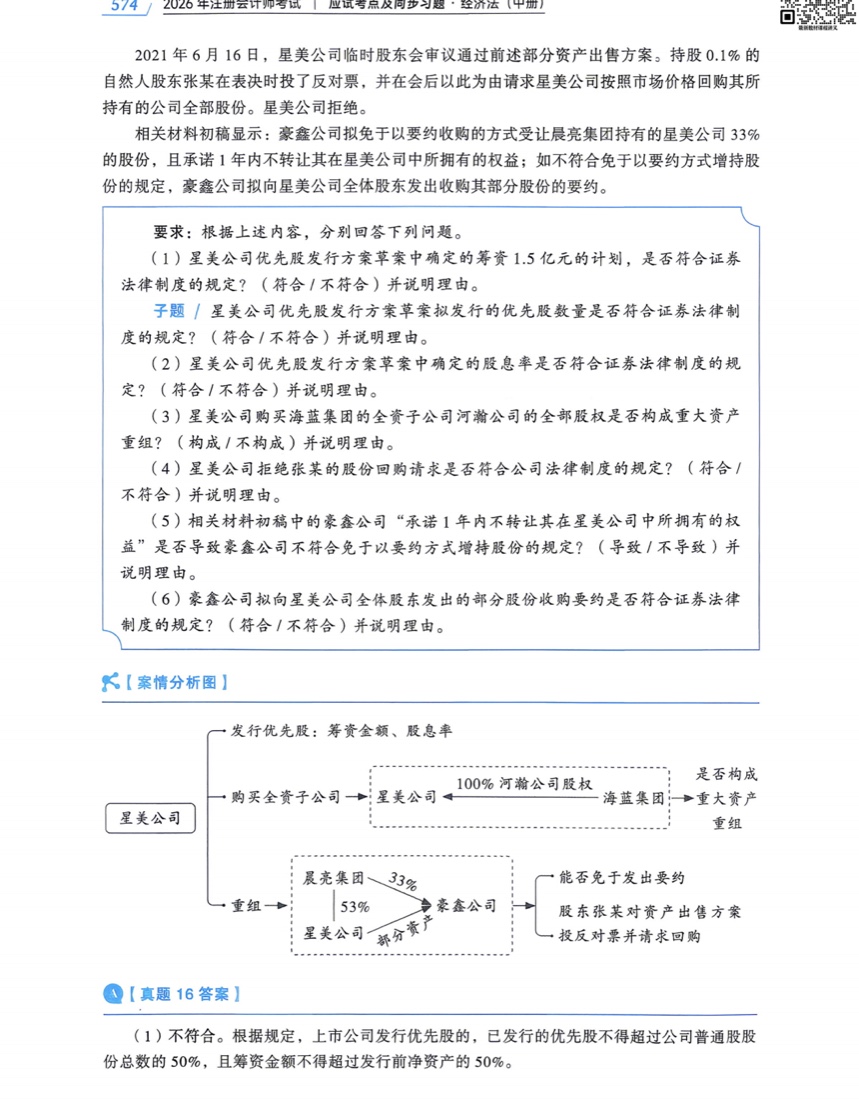 574 / 2026年注册会计师考试 | 应试考点及同步习题·经济法（中册）
2021年6月16日，星美公司临时股东会审议通过前述部分资产出售方案。持股0.1%的
自然人股东张某在表决时投了反对票，并在会后以此为由请求星美公司按照市场价格回购其所
持有的公司全部股份。星美公司拒绝。
相关材料初稿显示：豪鑫公司拟免于以要约收购的方式受让晨亮集团持有的星美公司33%
的股份，且承诺1年内不转让其在星美公司中所拥有的权益；如不符合免于以要约方式增持股
份的规定，豪鑫公司拟向星美公司全体股东发出收购其部分股份的要约。
要求：根据上述内容，分别回答下列问题。
（1）星美公司优先股发行方案草案中确定的筹资1.5亿元的计划，是否符合证券
法律制度的规定？（符合/不符合）并说明理由。
子题 / 星美公司优先股发行方案草案拟发行的优先股数量是否符合证券法律制
度的规定？（符合/不符合）并说明理由。
（2）星美公司优先股发行方案草案中确定的股息率是否符合证券法律制度的规
定？（符合/不符合）并说明理由。
（3）星美公司购买海蓝集团的全资子公司河瀚公司的全部股权是否构成重大资产
重组？（构成/不构成）并说明理由。
（4）星美公司拒绝张某的股份回购请求是否符合公司法律制度的规定？（符合/
不符合）并说明理由。
（5）相关材料初稿中的豪鑫公司“承诺1年内不转让其在星美公司中所拥有的权
益”是否导致豪鑫公司不符合免于以要约方式增持股份的规定？（导致/不导致）并
说明理由。
（6）豪鑫公司拟向星美公司全体股东发出的部分股份收购要约是否符合证券法律
制度的规定？（符合/不符合）并说明理由。
【案情分析图】
发行优先股：筹资金额、股息率
星美公司
购买全资子公司
星美公司
100%河瀚公司股权
海蓝集团
是否构成
重大资产
重组
重组
晨亮集团
33%
53%
豪鑫公司
星美公司
部分资产
能否免于发出要约
股东张某对资产出售方案
投反对票并请求回购
【真题16答案】
（1）不符合。根据规定，上市公司发行优先股的，已发行的优先股不得超过公司普通股股
份总数的50%，且筹资金额不得超过发行前净资产的50%。